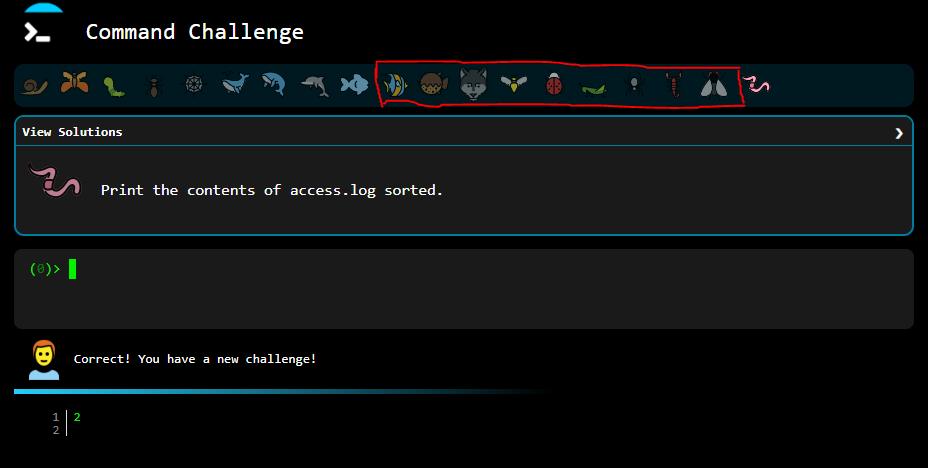 Command Challenge
View Solutions ❯
Print the contents of access.log sorted.
(0)>
Correct! You have a new challenge!
1 2
2